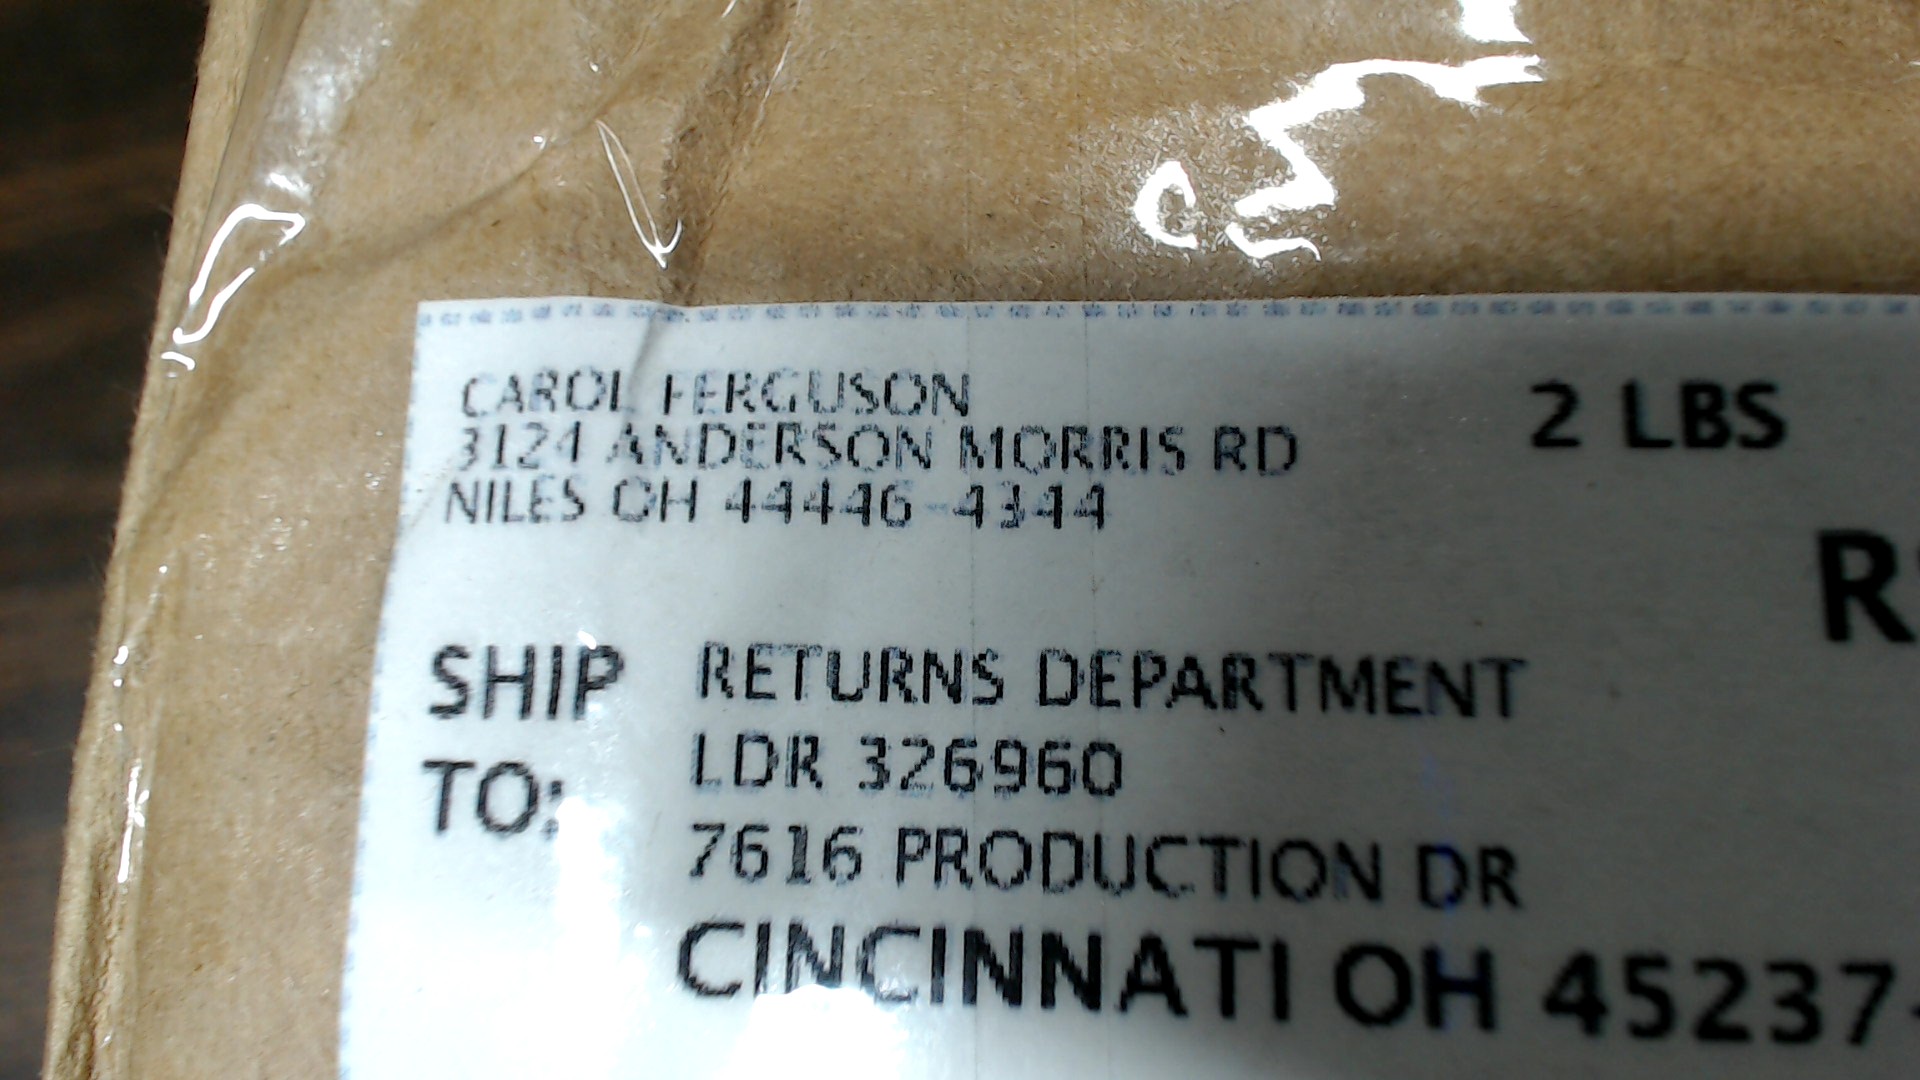 CAROL FERGUSON
3124 ANDERSON MORRIS RD
NILES OH 44446-4344
2 LBS
SHIP TO:
RETURNS DEPARTMENT
LDR 326960
7616 PRODUCTION DR
CINCINNATI OH 45237-